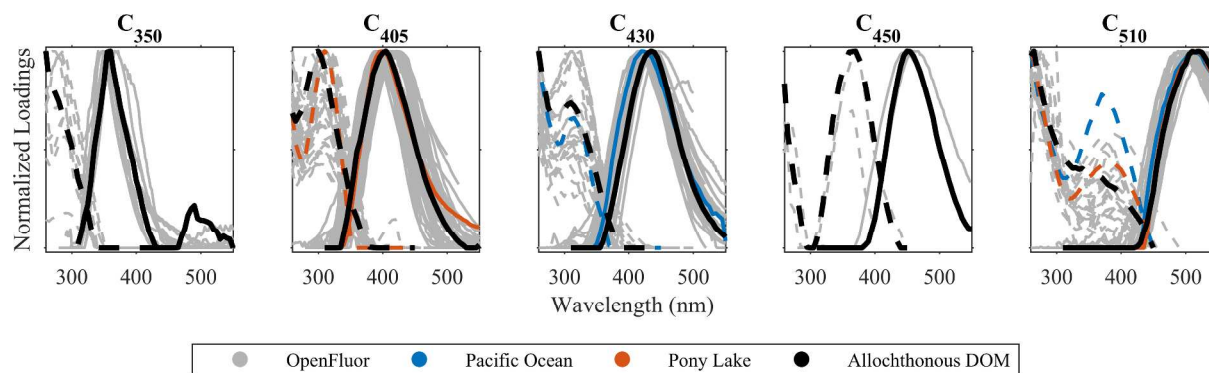 C350 C405 C430 C450 C510
Normalized Loadings
300 400 500 300 400 500 300 400 500 300 400 500 300 400 500
Wavelength (nm)
OpenFluor Pacific Ocean Pony Lake Allochthonous DOM